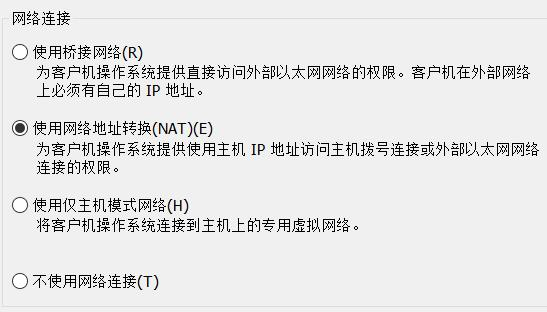 网络连接
使用桥接网络(R)
为客户机操作系统提供直接访问外部以太网网络的权限。客户机在外部网络
上必须有自己的 IP 地址。
使用网络地址转换(NAT)(E)
为客户机操作系统提供使用主机 IP 地址访问主机拨号连接或外部以太网网络
连接的权限。
使用仅主机模式网络(H)
将客户机操作系统连接到主机上的专用虚拟网络。
不使用网络连接(T)